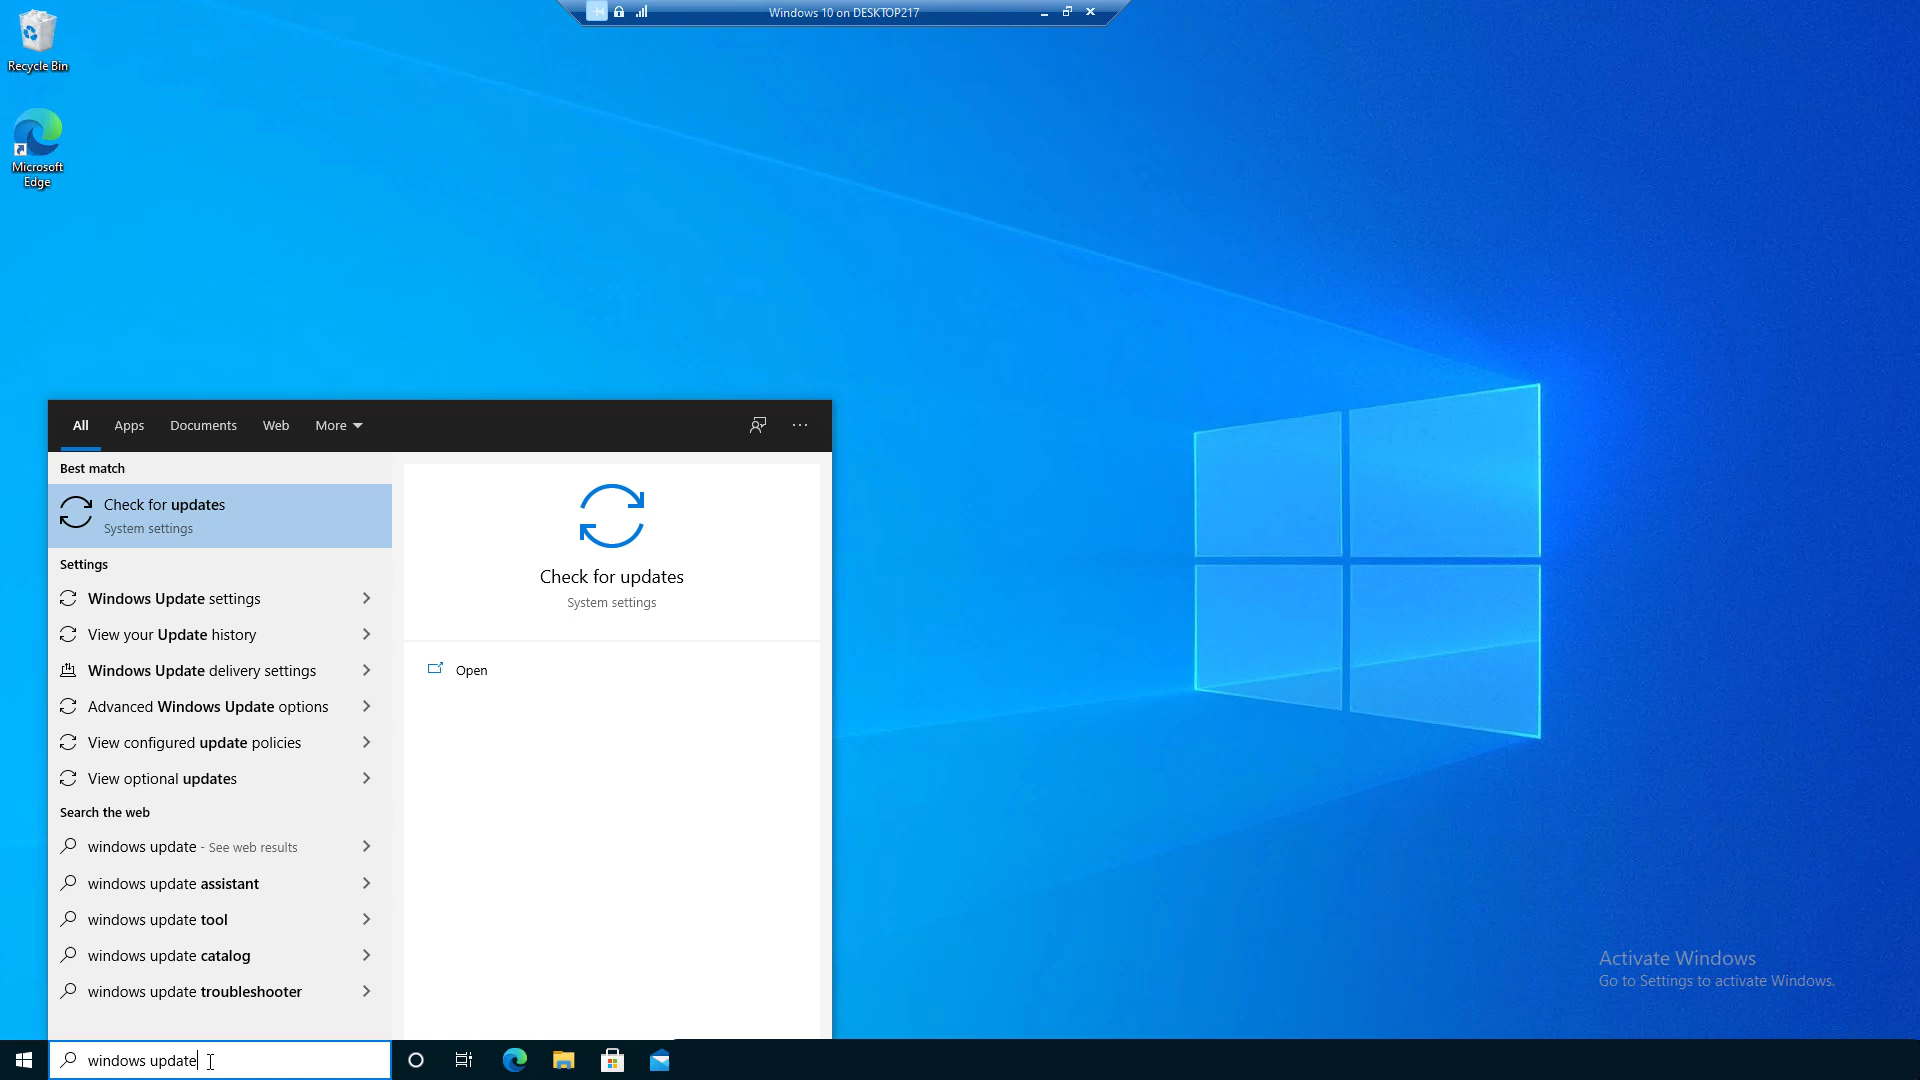 Windows 10 on DESKTOP217
Recycle Bin
Microsoft
Edge
All Apps Documents Web More
Best match
Check for updates
System settings
Settings
Windows Update settings
View your Update history
Windows Update delivery settings
Advanced Windows Update options
View configured update policies
View optional updates
Search the web
windows update - See web results
windows update assistant
windows update tool
windows update catalog
windows update troubleshooter
Check for updates
System settings
Open
Activate Windows
Go to Settings to activate Windows.
windows update